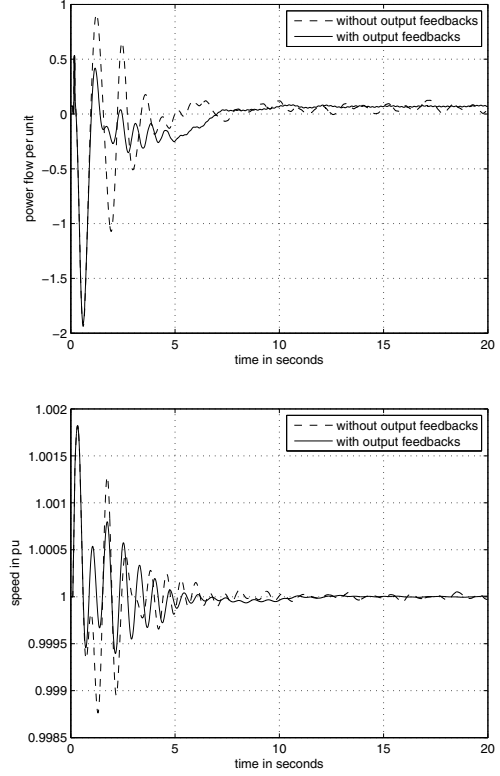 1
0.5
0
−0.5
−1
−1.5
−2
power flow per unit
without output feedbacks
with output feedbacks
0 5 10 15 20
time in seconds
1.002
1.0015
1.001
1.0005
1
0.9995
0.999
0.9985
speed in pu
without output feedbacks
with output feedbacks
0 5 10 15 20
time in seconds